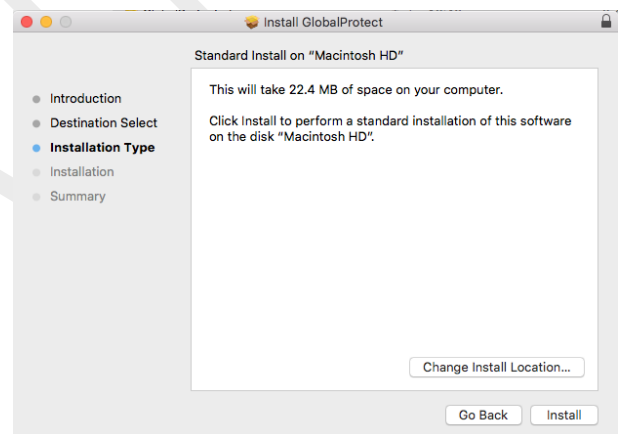 Install GlobalProtect
Standard Install on “Macintosh HD”
Introduction
Destination Select
Installation Type
Installation
Summary
This will take 22.4 MB of space on your computer.
Click Install to perform a standard installation of this software
on the disk “Macintosh HD”.
Change Install Location...
Go Back
Install